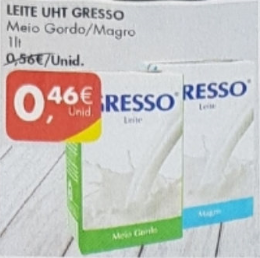 LEITE UHT GRESSO
Meio Gordo/Magro
1lt
0,56€/Unid.
0,46€
Unid.
GRESSO
Leite
Meio Gordo
RESSO
Leite
Magro